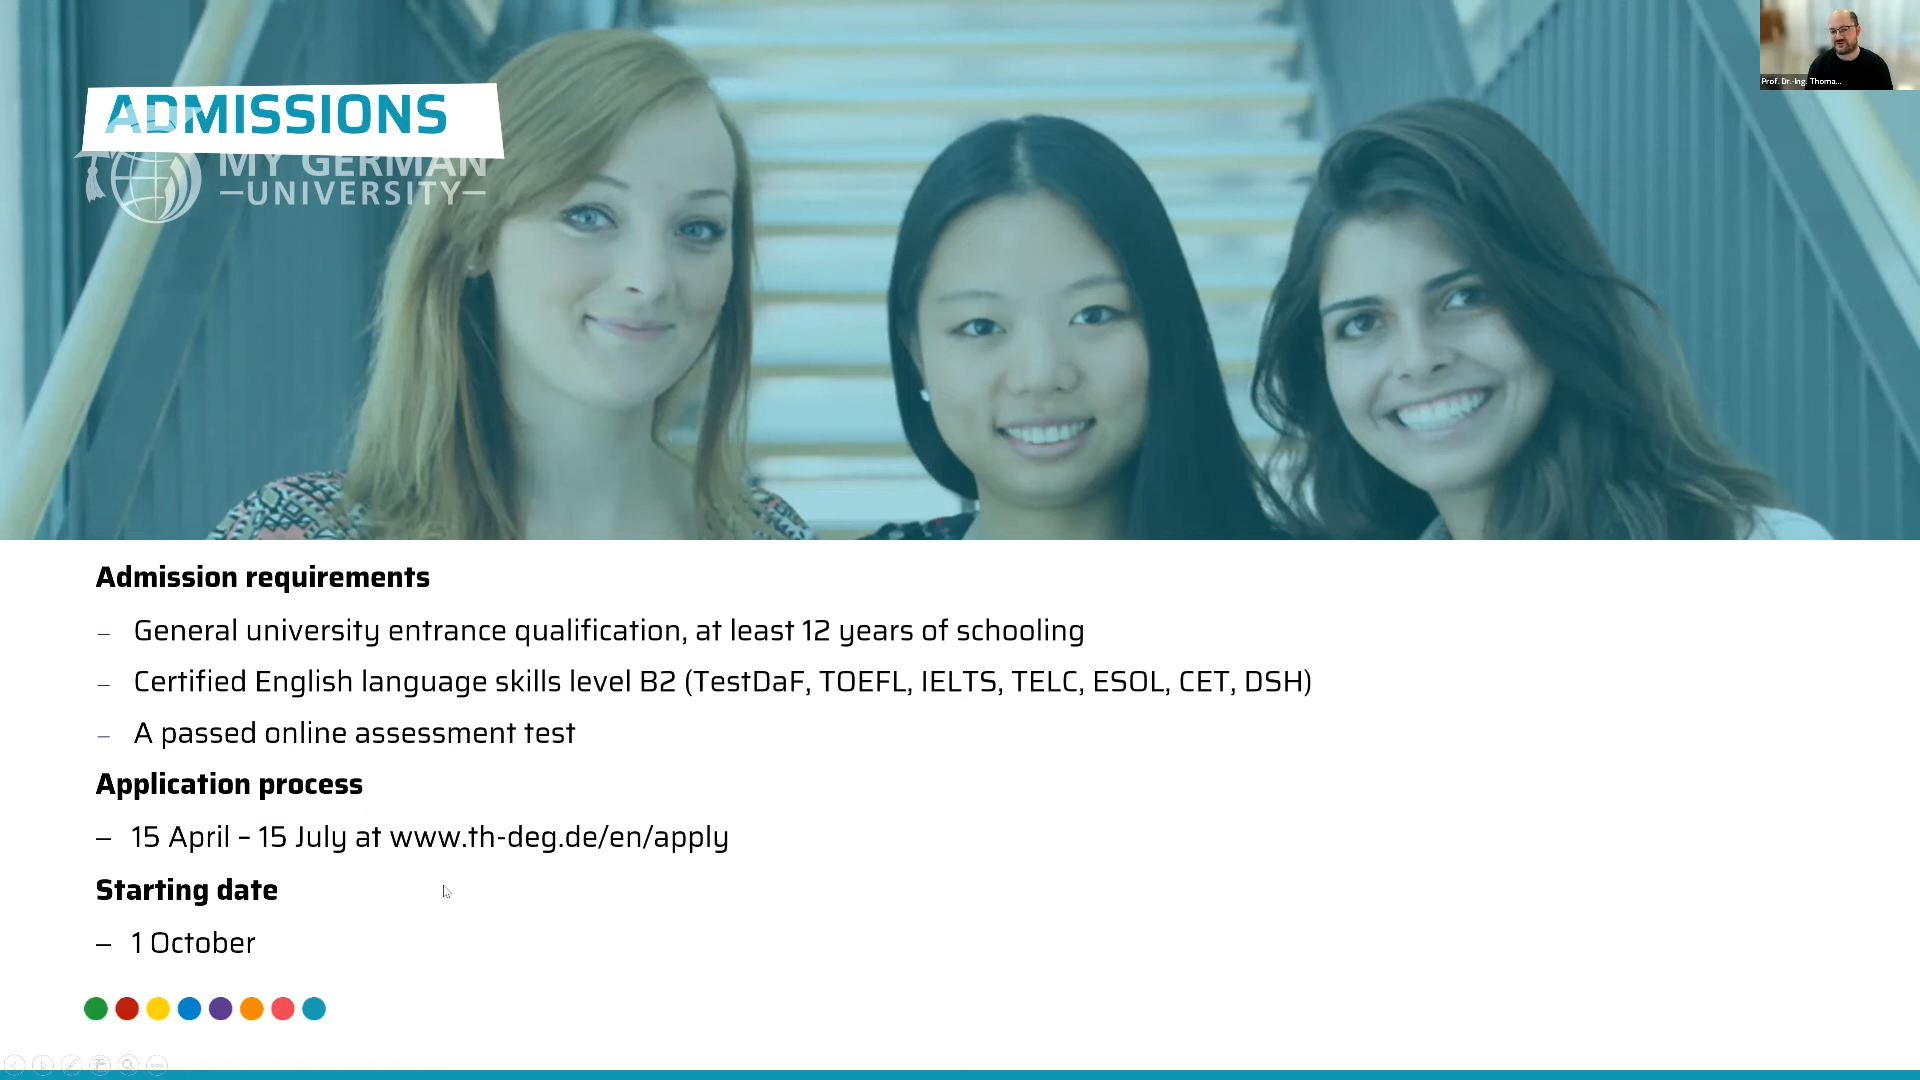 Prof. Dr.-Ing. Thoma...
ADMISSIONS
MY GERMAN
—UNIVERSITY—
Admission requirements
– General university entrance qualification, at least 12 years of schooling
– Certified English language skills level B2 (TestDaF, TOEFL, IELTS, TELC, ESOL, CET, DSH)
– A passed online assessment test
Application process
– 15 April – 15 July at www.th-deg.de/en/apply
Starting date
– 1 October